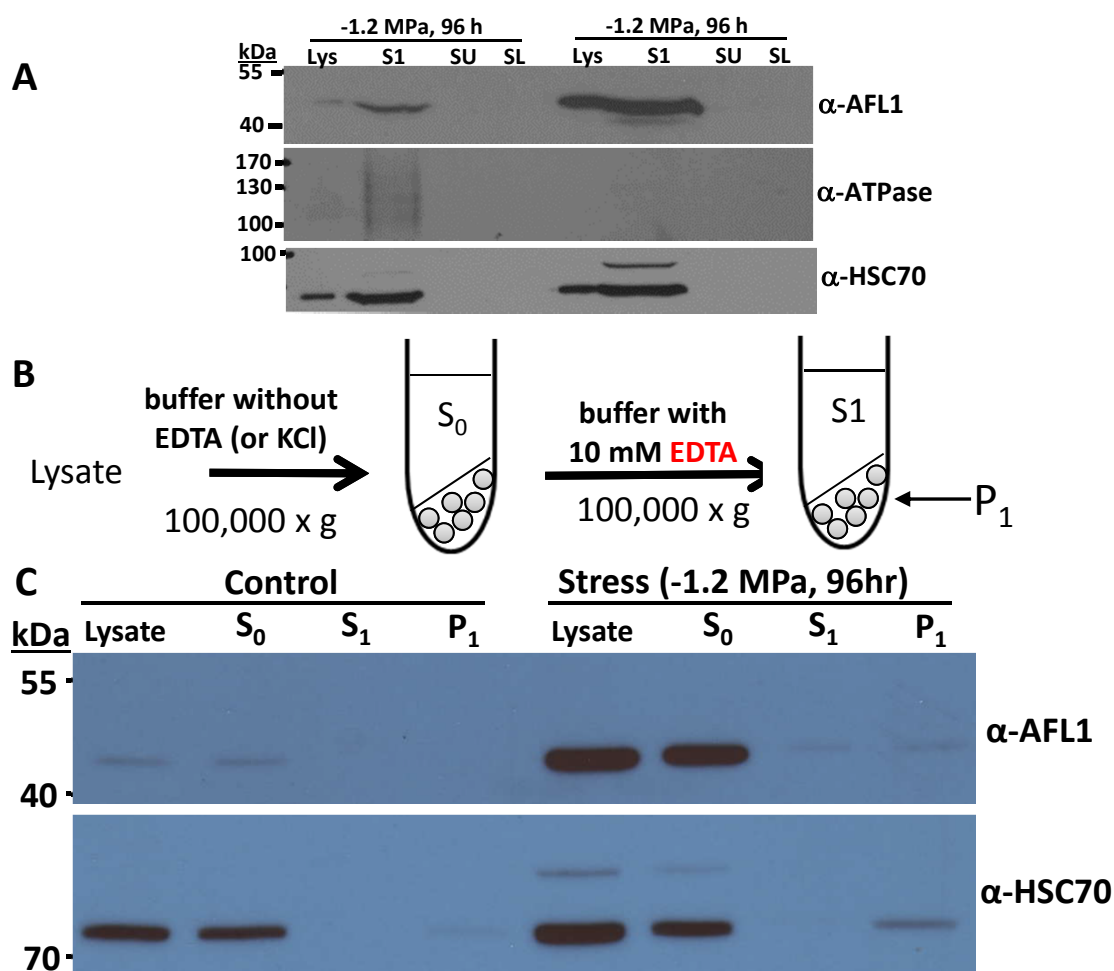 A
-1.2 MPa, 96 h
-1.2 MPa, 96 h
kDa
Lys S1 SU SL Lys S1 SU SL
55
40
α-AFL1
170
130
100
α-ATPase
100
α-HSC70
B
Lysate
buffer without
EDTA (or KCl)
100,000 x g
S0
buffer with
10 mM EDTA
100,000 x g
S1
P1
C
Control
Stress (-1.2 MPa, 96hr)
kDa
Lysate S0 S1 P1 Lysate S0 S1 P1
55
40
α-AFL1
70
α-HSC70